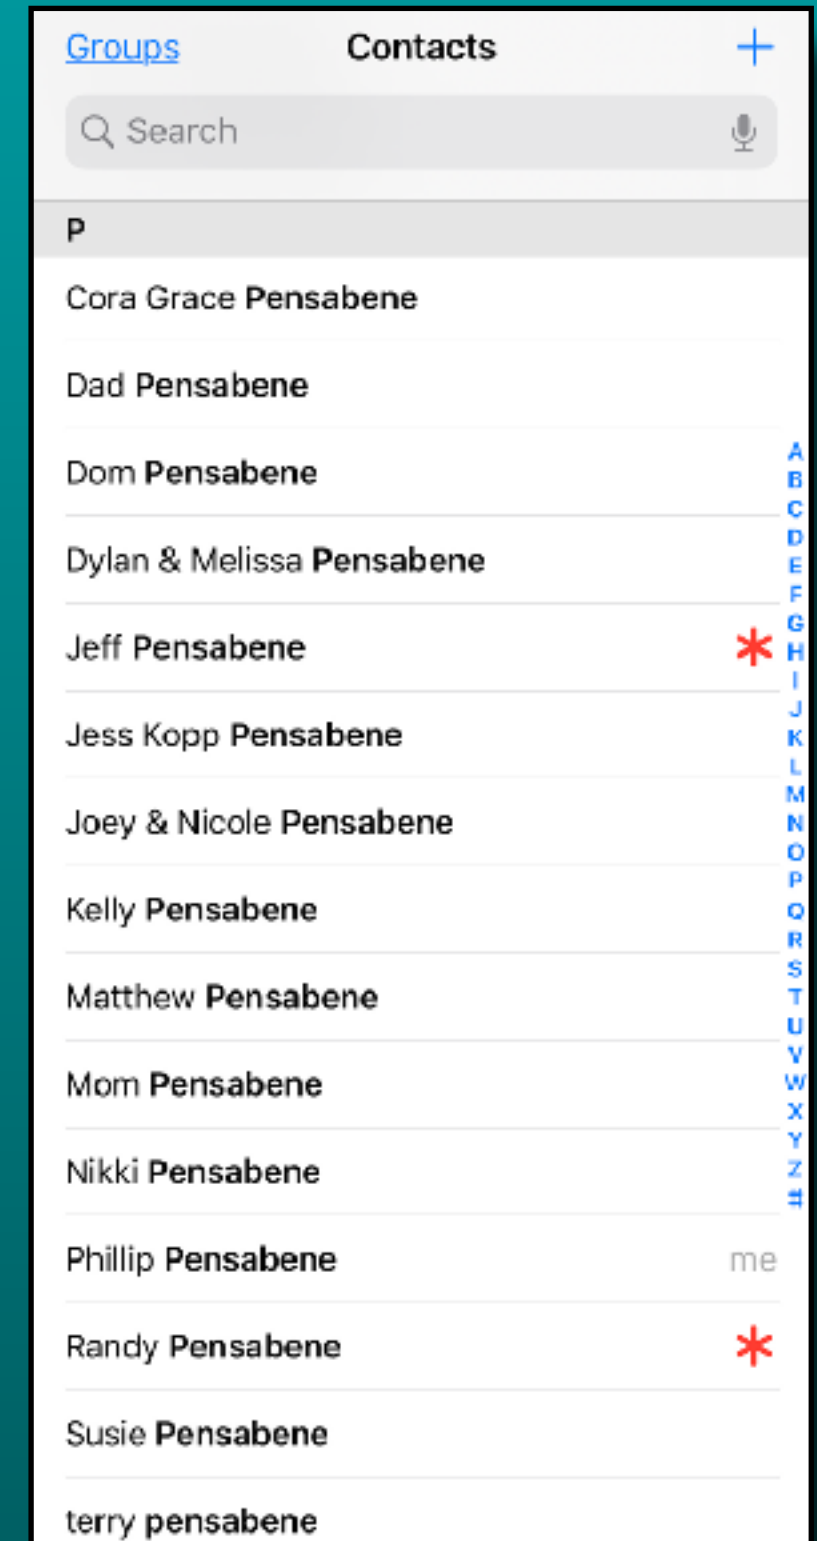 Groups Contacts +
Search
P
Cora Grace Pensabene
Dad Pensabene
Dom Pensabene
Dylan & Melissa Pensabene
Jeff Pensabene *
Jess Kopp Pensabene
Joey & Nicole Pensabene
Kelly Pensabene
Matthew Pensabene
Mom Pensabene
Nikki Pensabene
Phillip Pensabene me
Randy Pensabene *
Susie Pensabene
terry pensabene
A
B
C
D
E
F
G
H
I
J
K
L
M
N
O
P
Q
R
S
T
U
V
W
X
Y
Z
#